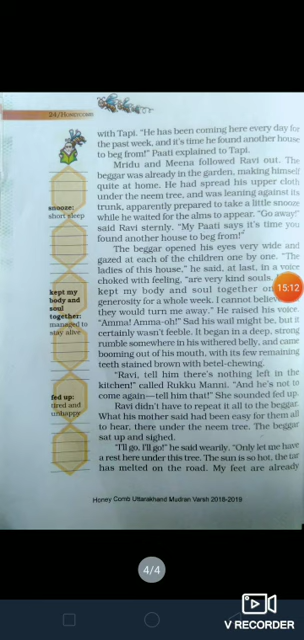 24/HONEYCOMB
with Tapi. "He has been coming here every day for
the past week, and it's time he found another house
to beg from!" Paati explained to Tapi.
Mridu and Meena followed Ravi out. The
beggar was already in the garden, making himself
quite at home. He had spread his upper cloth
under the neem tree, and was leaning against its
trunk, apparently prepared to take a little snooze
while he waited for the alms to appear. "Go away!"
said Ravi sternly. "My Paati says it's time you
found another house to beg from!"
The beggar opened his eyes very wide and
gazed at each of the children one by one. "The
ladies of this house," he said, at last, in a voice
choked with feeling, "are very kind souls. I
kept my body and soul together on
generosity for a whole week. I cannot believe
they would turn me away." He raised his voice.
"Amma! Amma-oh!" Sad his wail might be, but it
certainly wasn't feeble. It began in a deep, strong
rumble somewhere in his withered belly, and came
booming out of his mouth, with its few remaining
teeth stained brown with betel-chewing.
"Ravi, tell him there's nothing left in the
kitchen!" called Rukku Manni. "And he's not to
come again—tell him that!" She sounded fed up.
Ravi didn't have to repeat it all to the beggar.
What his mother said had been easy for them all
to hear, there under the neem tree. The beggar
sat up and sighed.
"I'll go, I'll go!" he said wearily. "Only let me have
a rest here under this tree. The sun is so hot, the tar
has melted on the road. My feet are already
snooze:
short sleep
kept my
body and
soul
together:
managed to
stay alive
fed up:
tired and
unhappy
Honey Comb Uttarakhand Mudran Varsh 2018-2019
15:12
4/4
V RECORDER